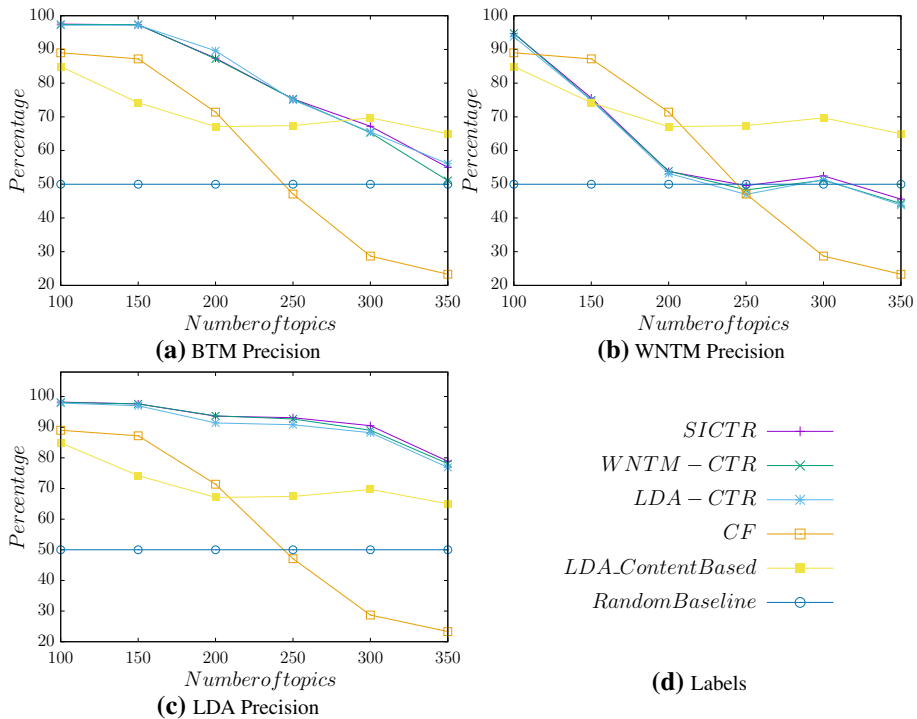 100
90
80
70
60
50
40
30
20
Percentage
100 150 200 250 300 350
Numberoftopics
(a) BTM Precision
100
90
80
70
60
50
40
30
20
Percentage
100 150 200 250 300 350
Numberoftopics
(b) WNTM Precision
100
90
80
70
60
50
40
30
20
Percentage
100 150 200 250 300 350
Numberoftopics
(c) LDA Precision
SICTR
WNTM − CTR
LDA − CTR
CF
LDA_ContentBased
RandomBaseline
(d) Labels